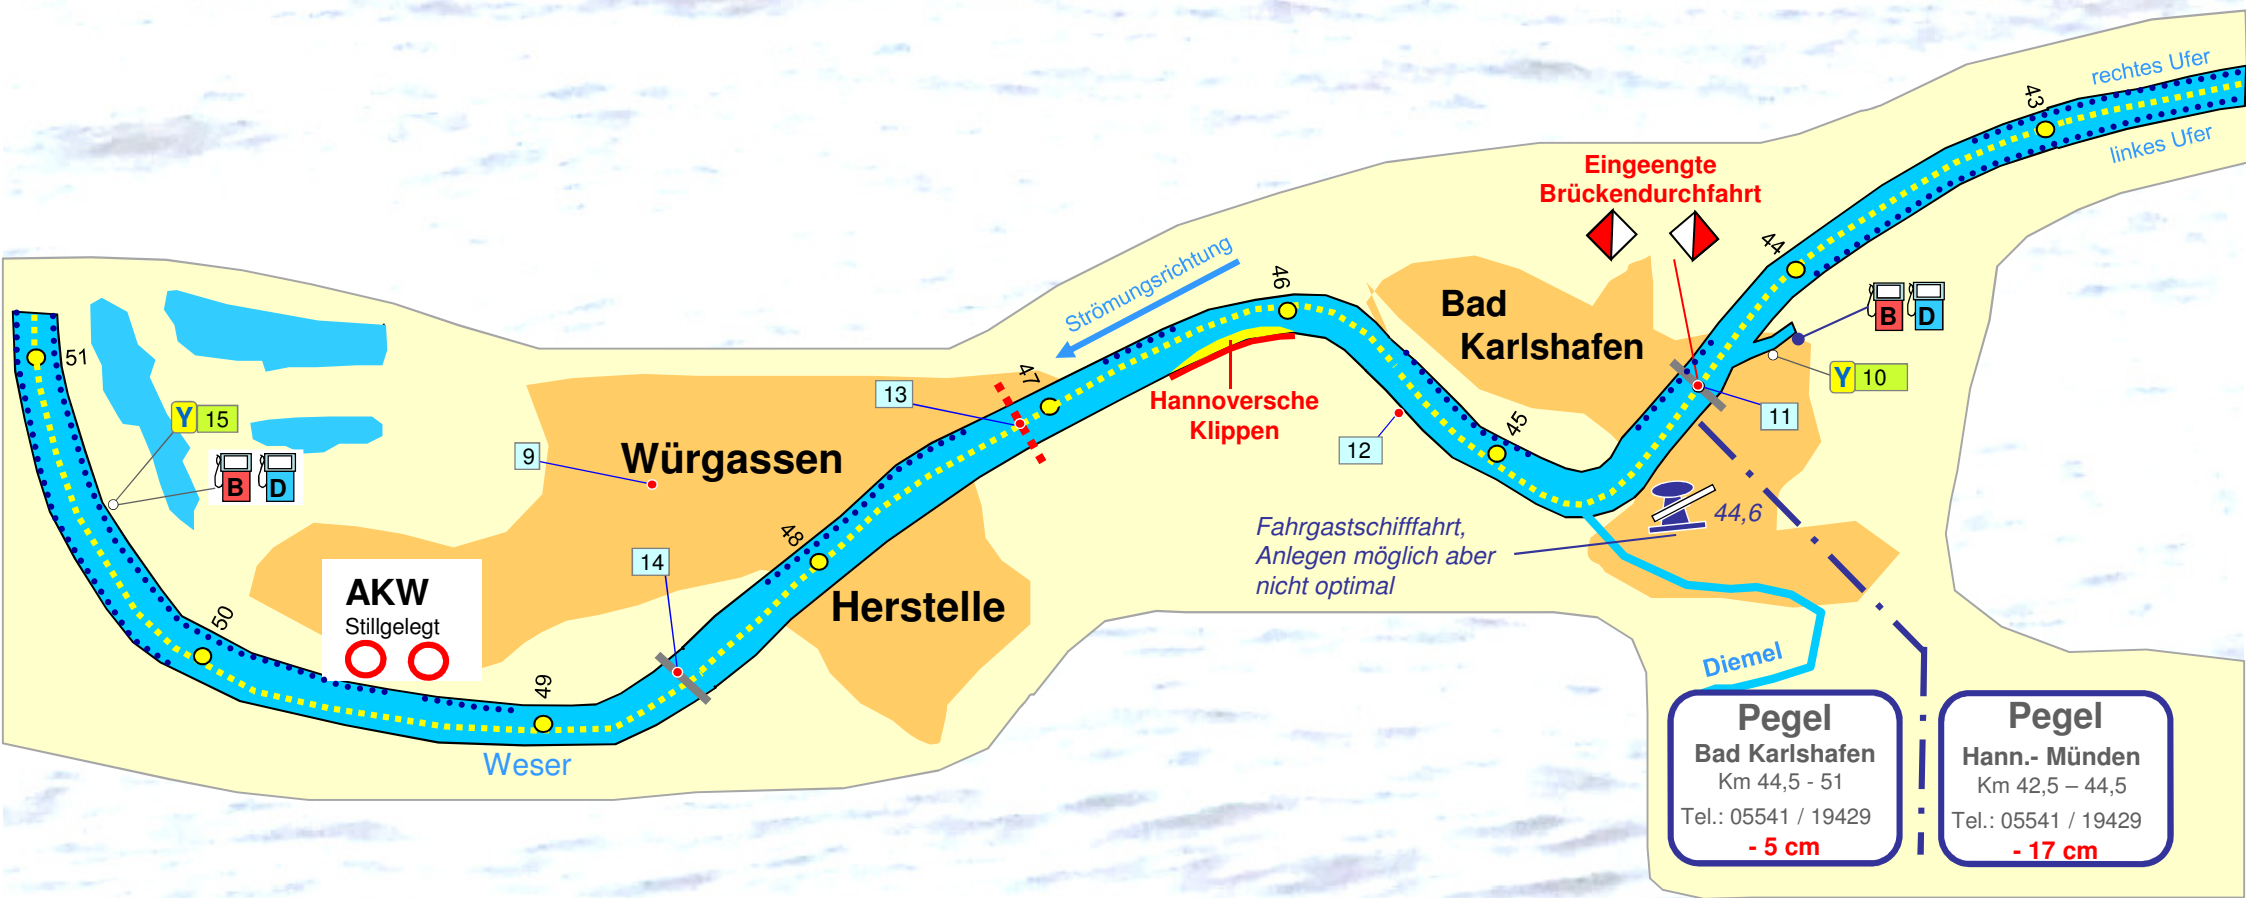 rechtes Ufer
43
linkes Ufer
Eingeengte
Brückendurchfahrt
44
Strömungsrichtung
46
Bad
Karlshafen
B D
Y 10
51
47
Hannoversche
Klippen
13
11
45
12
Y 15
9
Würgassen
B D
48
44,6
Fahrgastschifffahrt,
Anlegen möglich aber
nicht optimal
14
AKW
Stillgelegt
Herstelle
50
49
Weser
Diemel
Pegel
Bad Karlshafen
Km 44,5 - 51
Tel.: 05541 / 19429
- 5 cm
Pegel
Hann.- Münden
Km 42,5 – 44,5
Tel.: 05541 / 19429
- 17 cm